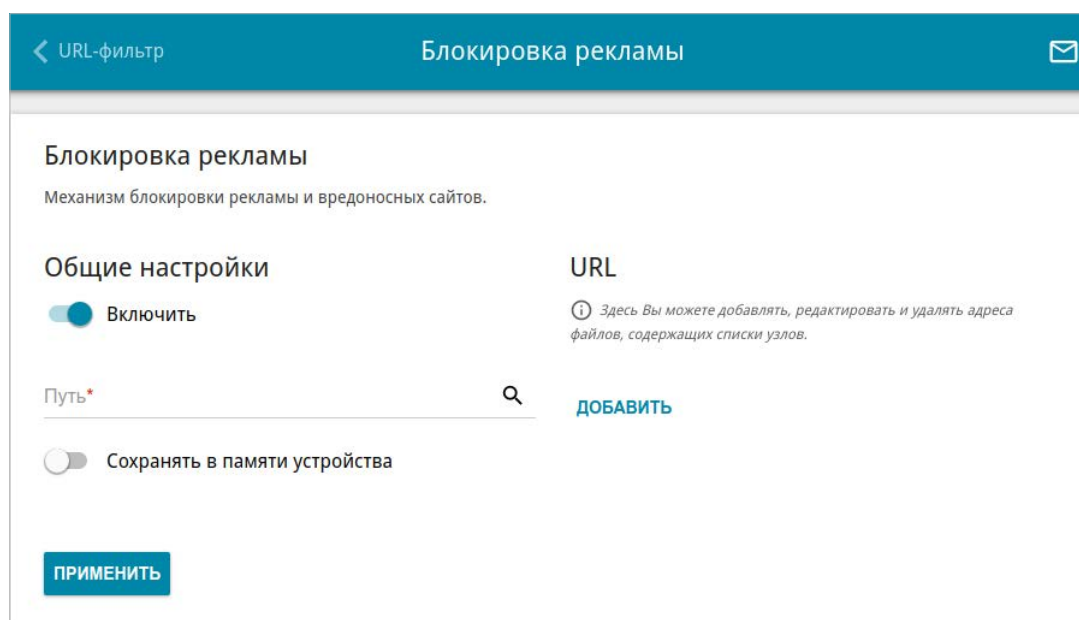 URL-фильтр
Блокировка рекламы
Блокировка рекламы
Механизм блокировки рекламы и вредоносных сайтов.
Общие настройки
Включить
Путь*
Сохранять в памяти устройства
ПРИМЕНИТЬ
URL
Здесь Вы можете добавлять, редактировать и удалять адреса
файлов, содержащих списки узлов.
ДОБАВИТЬ